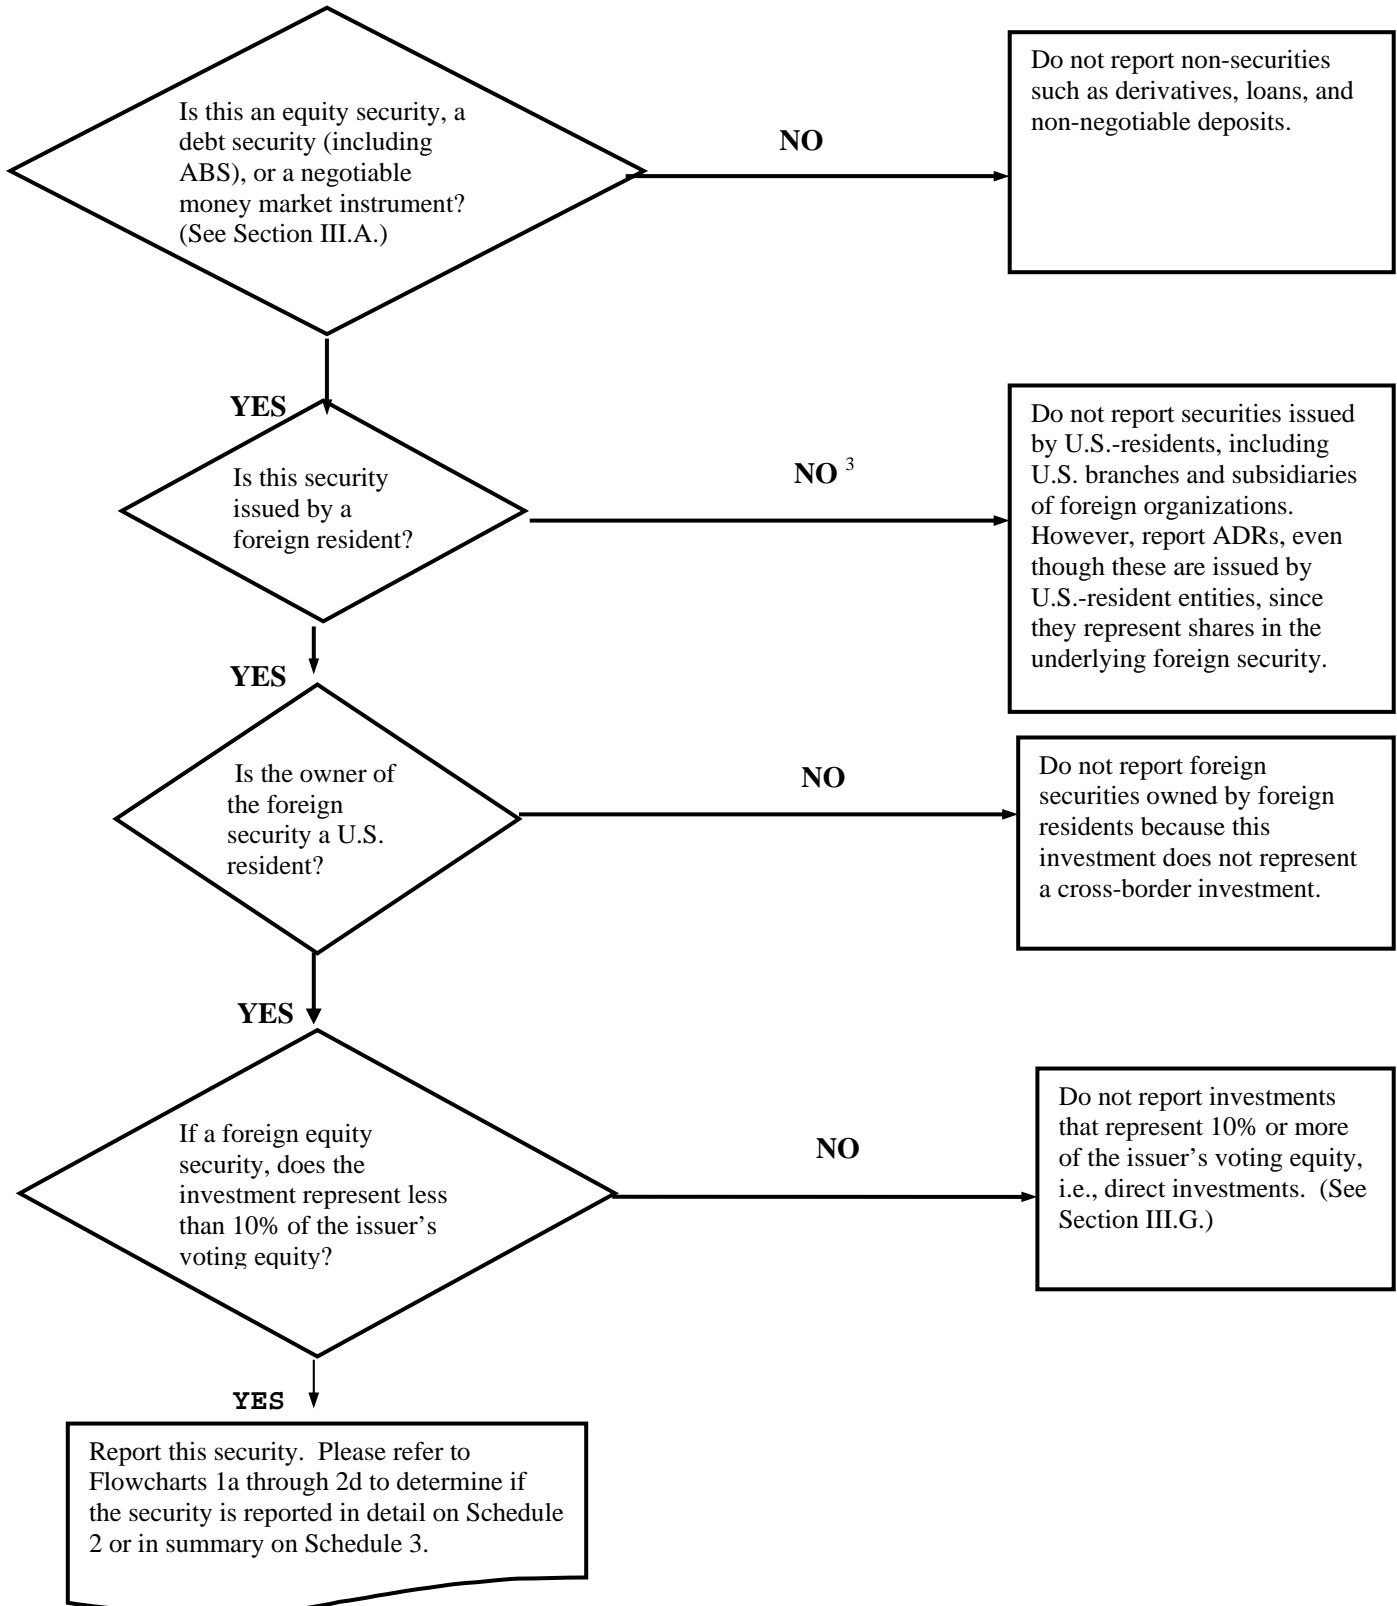 Is this an equity security, a
debt security (including
ABS), or a negotiable
money market instrument?
(See Section III.A.)
NO
Do not report non-securities
such as derivatives, loans, and
non-negotiable deposits.
YES
Is this security
issued by a
foreign resident?
NO 3
Do not report securities issued
by U.S.-residents, including
U.S. branches and subsidiaries
of foreign organizations.
However, report ADRs, even
though these are issued by
U.S.-resident entities, since
they represent shares in the
underlying foreign security.
YES
Is the owner of
the foreign
security a U.S.
resident?
NO
Do not report foreign
securities owned by foreign
residents because this
investment does not represent
a cross-border investment.
YES
If a foreign equity
security, does the
investment represent less
than 10% of the issuer’s
voting equity?
NO
Do not report investments
that represent 10% or more
of the issuer’s voting equity,
i.e., direct investments.  (See
Section III.G.)
YES
Report this security.  Please refer to
Flowcharts 1a through 2d to determine if
the security is reported in detail on Schedule
2 or in summary on Schedule 3.